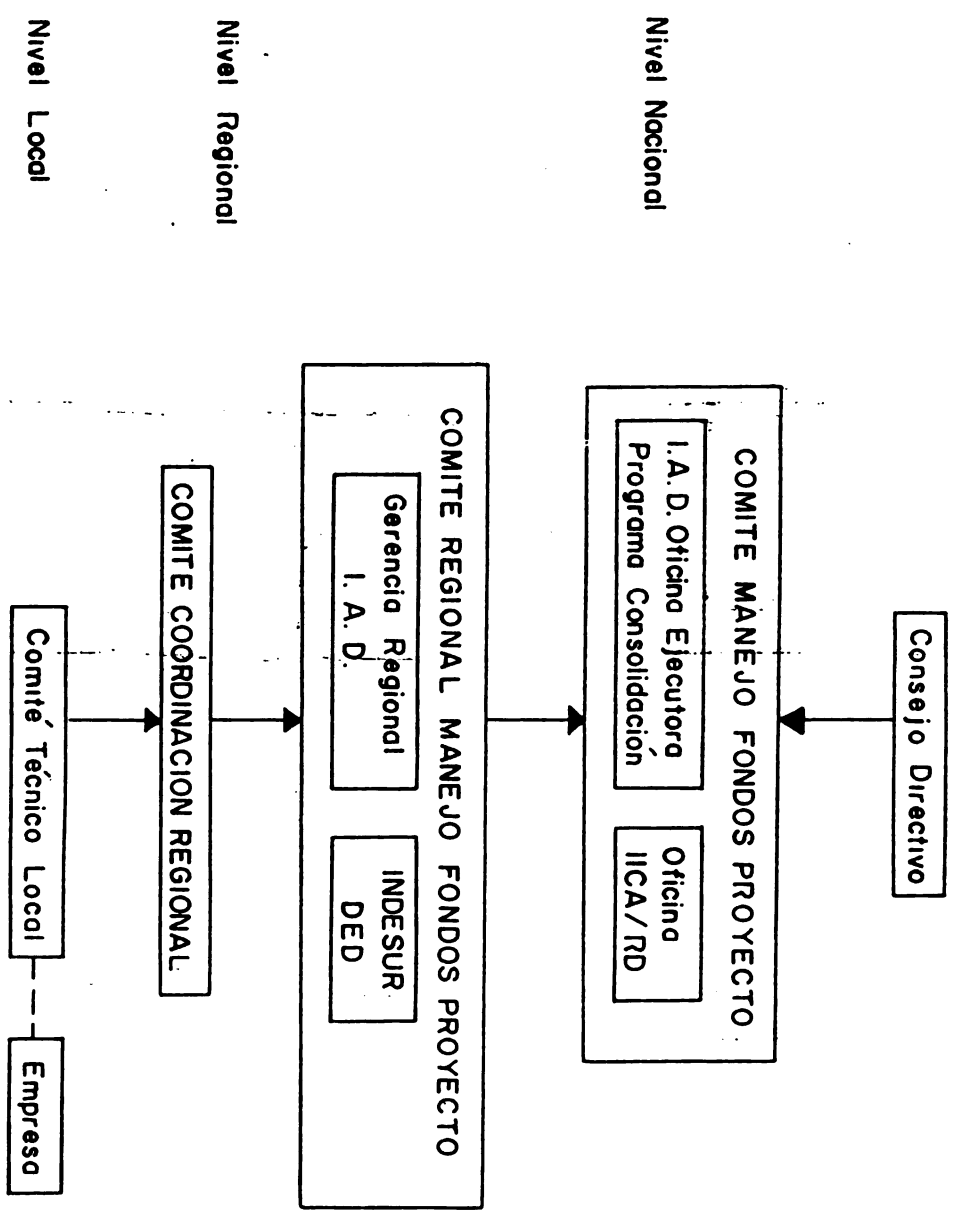 Consejo Directivo
Nivel Nacional
COMITE MANEJO FONDOS PROYECTO
I.A.D. Oficina Ejecutora
Programa Consolidación
Oficina
IICA/RD
COMITE REGIONAL MANEJO FONDOS PROYECTO
Gerencia Regional
I. A. D.
INDESUR
DED
Nivel Regional
COMITE COORDINACION REGIONAL
Nivel Local
Comité Técnico Local
Empresa